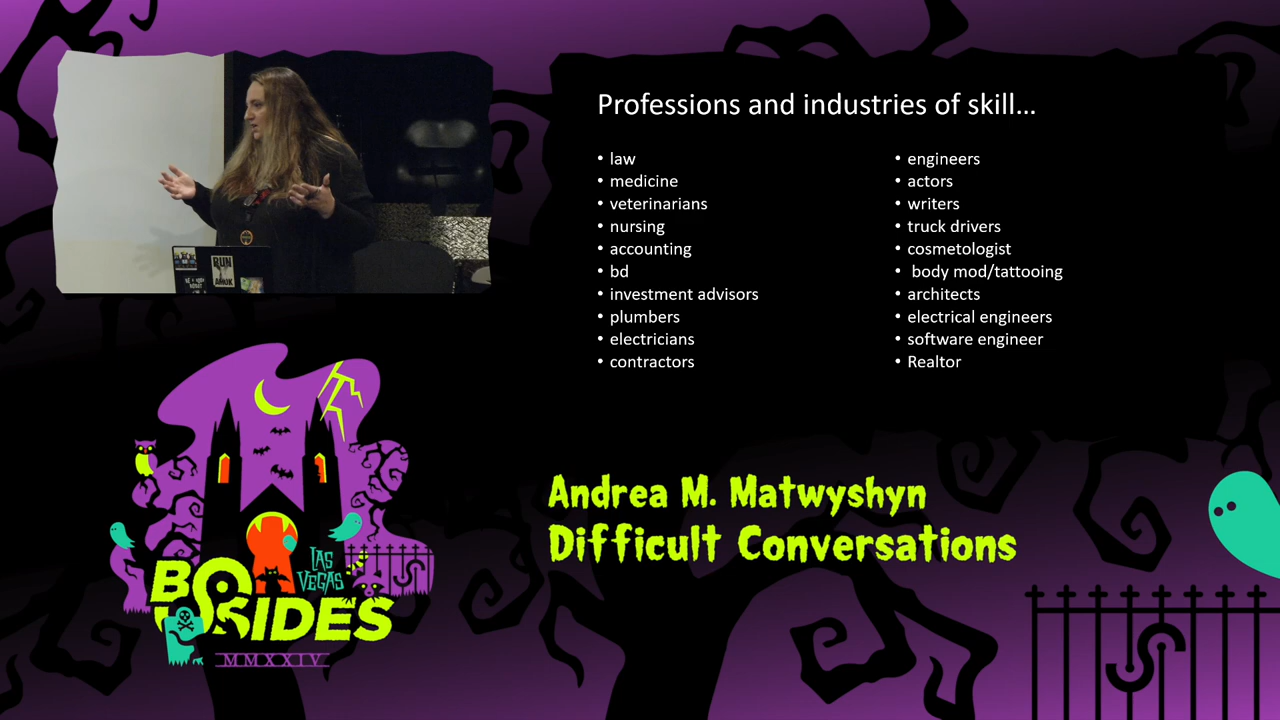 Professions and industries of skill...
• law
• medicine
• veterinarians
• nursing
• accounting
• bd
• investment advisors
• plumbers
• electricians
• contractors
• engineers
• actors
• writers
• truck drivers
• cosmetologist
• body mod/tattooing
• architects
• electrical engineers
• software engineer
• Realtor
RUN
Andrea M. Matwyshyn
Difficult Conversations
LAS
VEGAS
BSIDES
MMXXIV